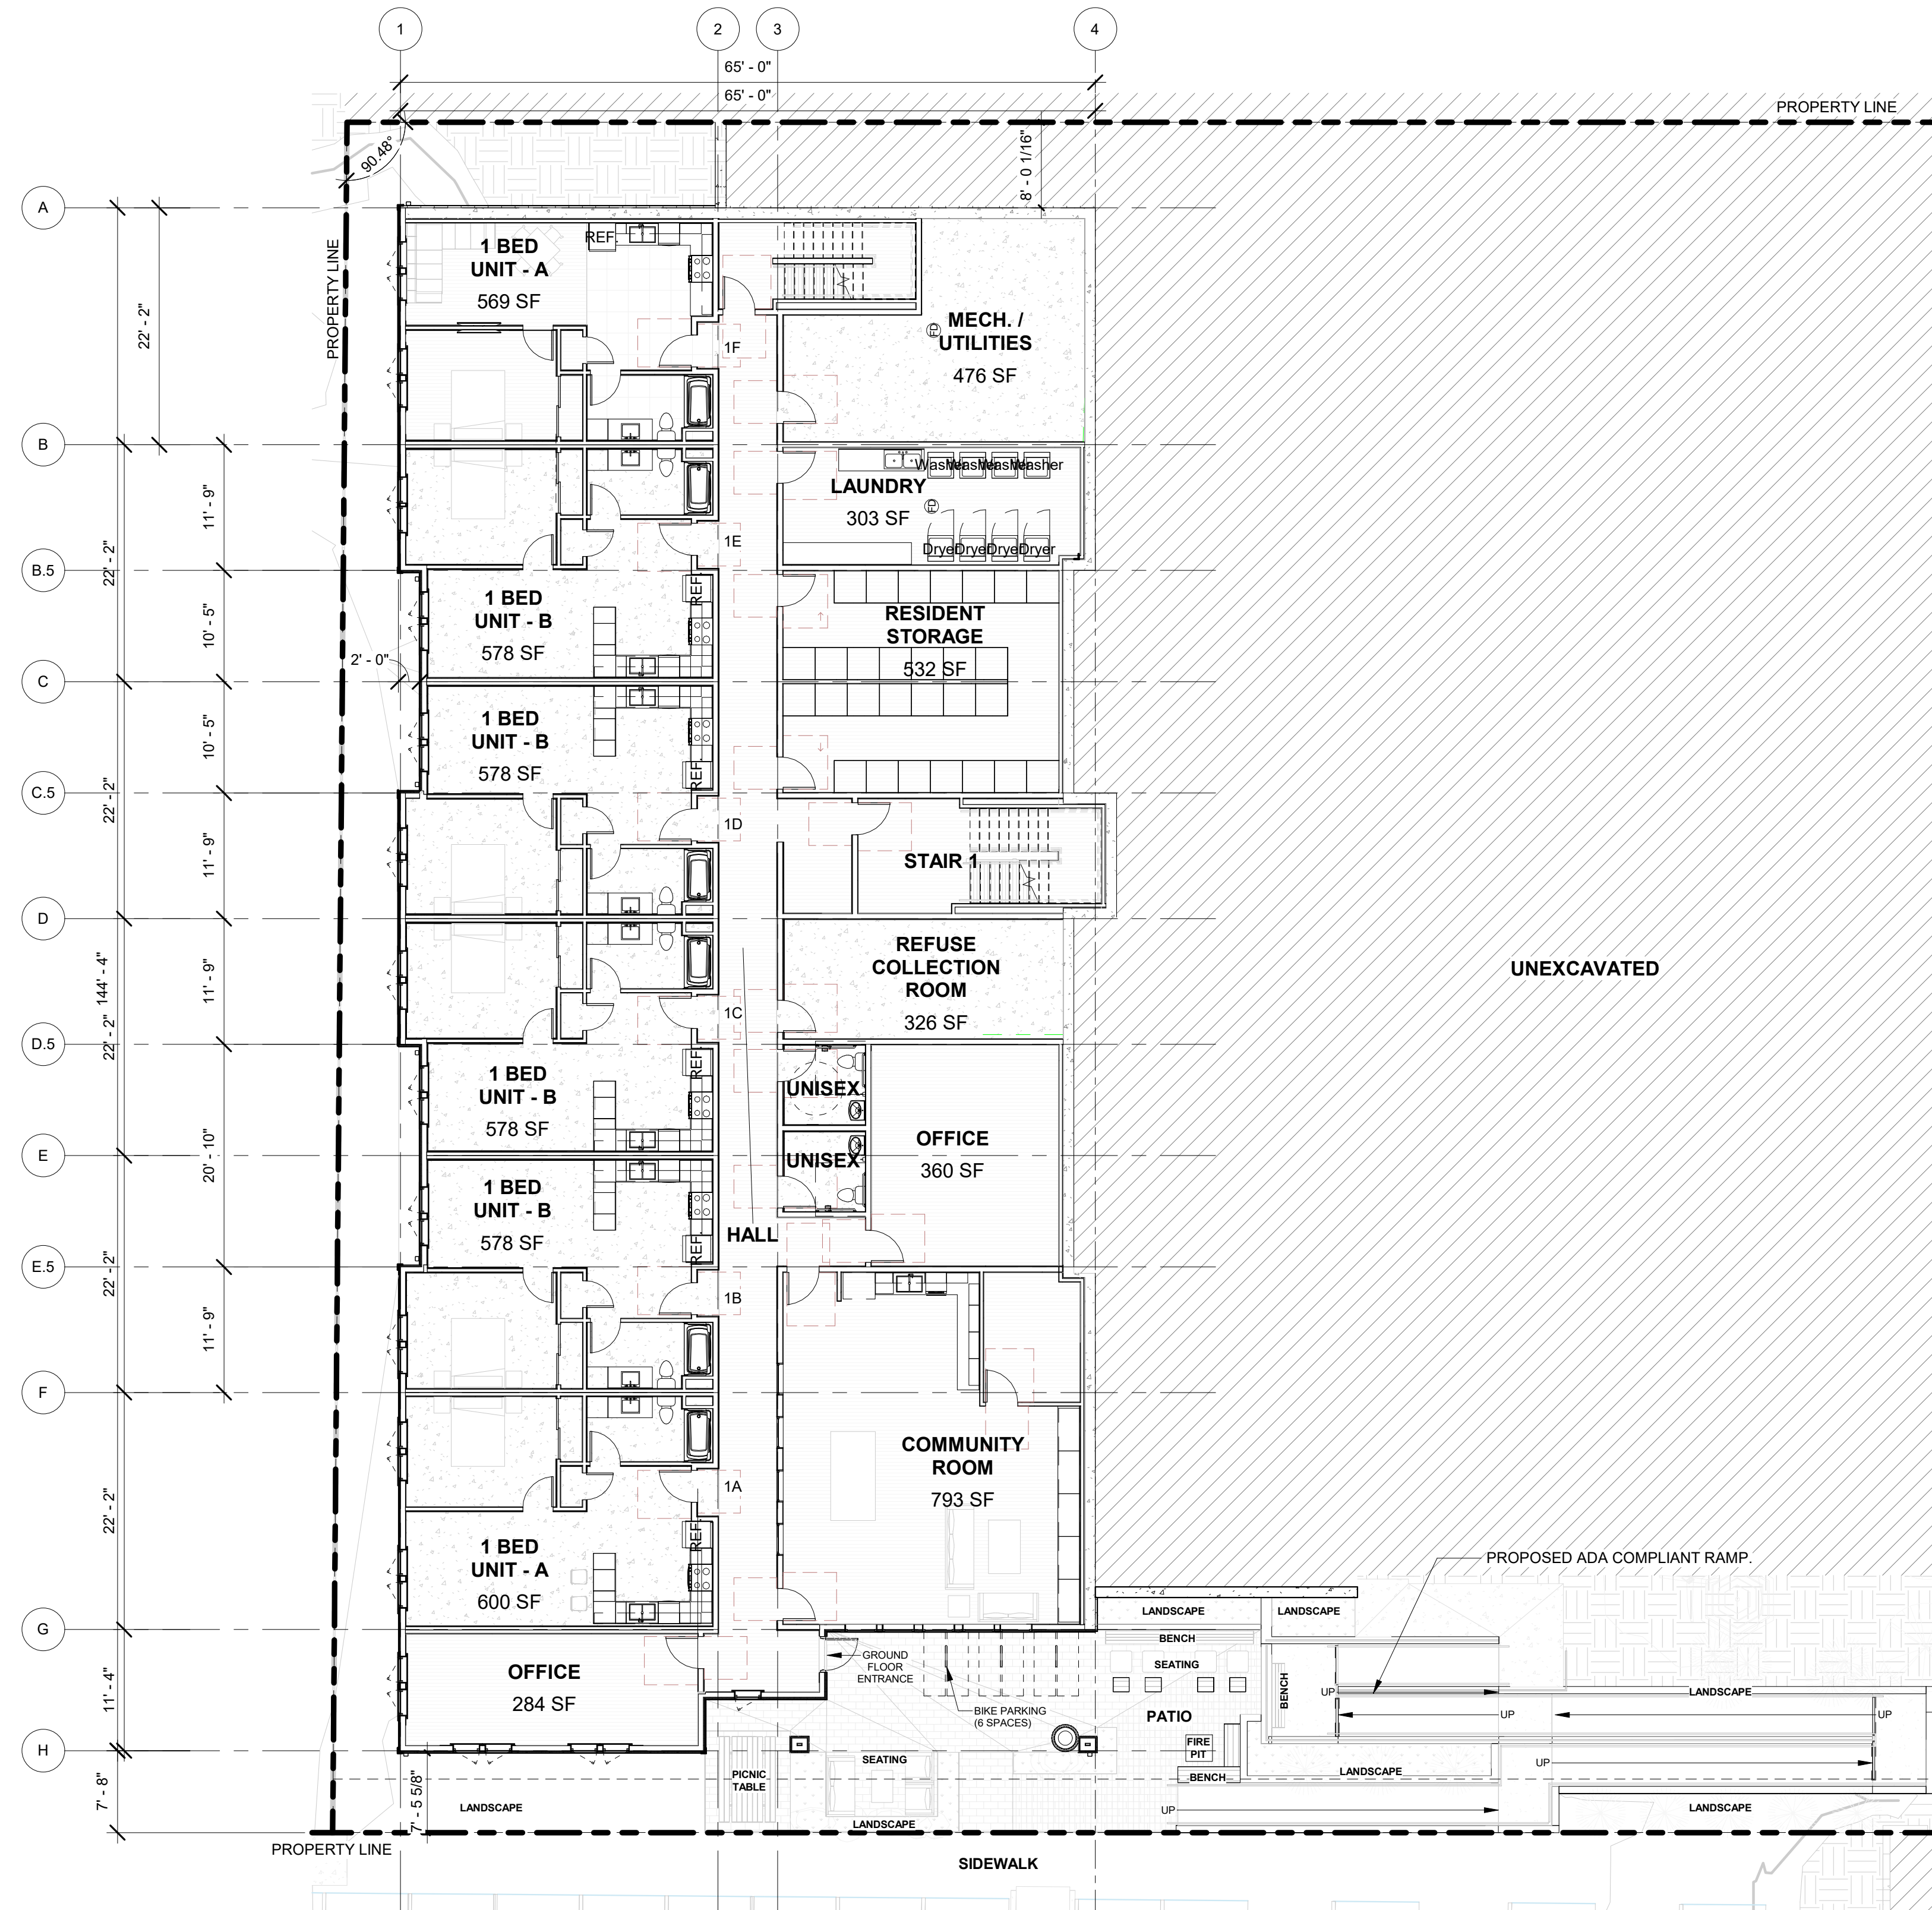 1
2
3
4
65' - 0"
65' - 0"
PROPERTY LINE
90.48°
8' - 0 1/16"
A
22' - 2"
PROPERTY LINE
1 BED
UNIT - A
569 SF
REF.
MECH. /
UTILITIES
476 SF
FD
1F
B
11' - 9"
22' - 2"
Washer
Washer
Washer
Washer
LAUNDRY
303 SF
FD
Dryer
Dryer
Dryer
Dryer
1E
B.5
10' - 5"
1 BED
UNIT - B
578 SF
REF.
RESIDENT
STORAGE
532 SF
2' - 0"
C
10' - 5"
1 BED
UNIT - B
578 SF
REF.
C.5
22' - 2"
11' - 9"
1D
STAIR 1
D
144' - 4"
11' - 9"
REFUSE
COLLECTION
ROOM
326 SF
UNEXCAVATED
1C
D.5
22' - 2"
1 BED
UNIT - B
578 SF
REF.
UNISEX
OFFICE
360 SF
E
20' - 10"
UNISEX
1 BED
UNIT - B
578 SF
REF.
HALL
E.5
22' - 2"
11' - 9"
1B
F
COMMUNITY
ROOM
793 SF
1A
22' - 2"
1 BED
UNIT - A
600 SF
REF.
PROPOSED ADA COMPLIANT RAMP.
LANDSCAPE
LANDSCAPE
G
BENCH
SEATING
GROUND
FLOOR
ENTRANCE
OFFICE
284 SF
11' - 4"
BENCH
UP
LANDSCAPE
BIKE PARKING
(6 SPACES)
PATIO
UP
UP
H
FIRE
PIT
SEATING
UP
PICNIC
TABLE
BENCH
LANDSCAPE
7' - 8"
7' - 5 5/8"
LANDSCAPE
UP
LANDSCAPE
LANDSCAPE
PROPERTY LINE
SIDEWALK